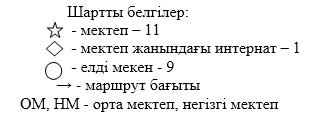 Шартты белгілер:
- мектеп – 11
- мектеп жанындағы интернат – 1
- елді мекен - 9
→ - маршрут бағыты
ОМ, НМ - орта мектеп, негізгі мектеп